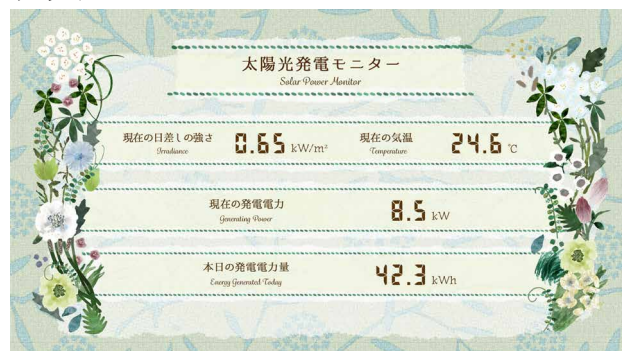 太陽光発電モニター
Solar Power Monitor
現在の日差しの強さ 0.65 kW/m² 現在の気温 24.6 ℃
Irradiance Temperature
現在の発電電力 8.5 kW
Generating Power
本日の発電電力量 42.3 kWh
Energy Generated Today